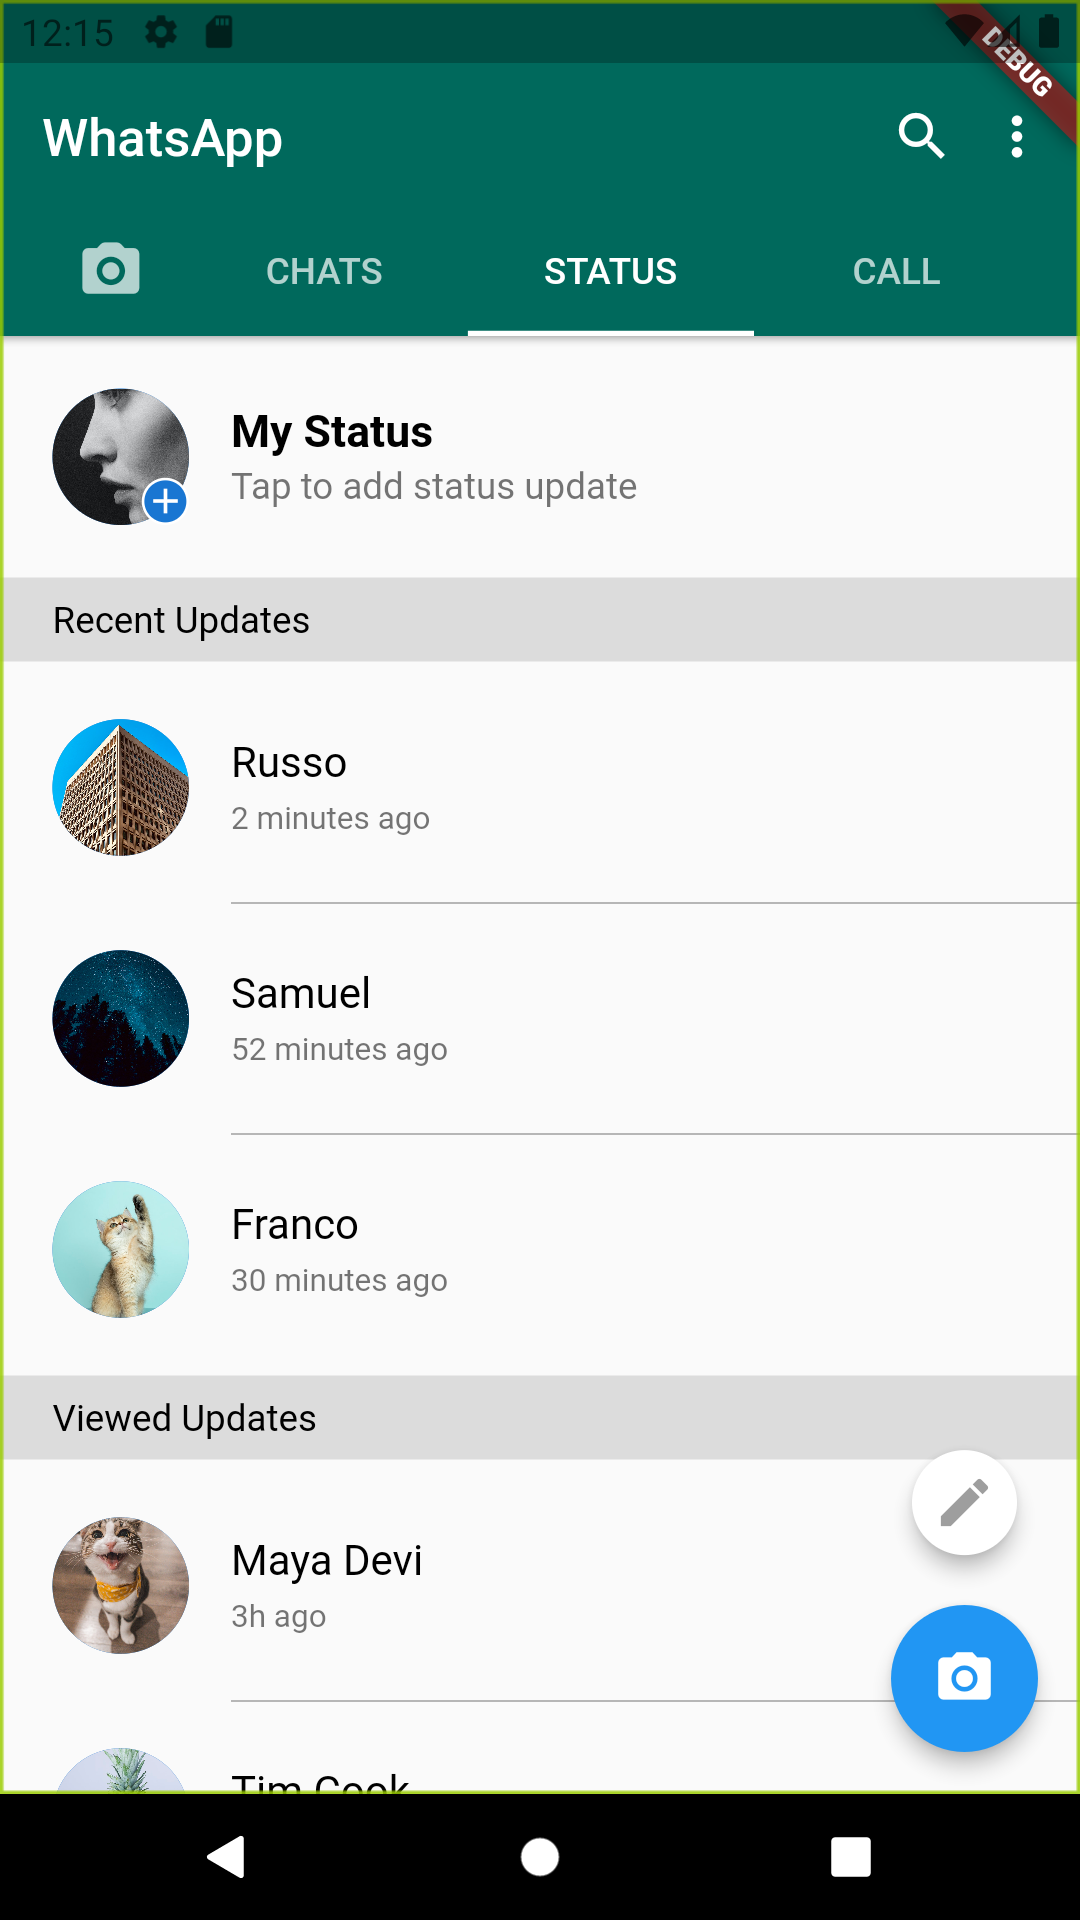 12:15
DEBUG
WhatsApp
CHATS STATUS CALL
My Status
Tap to add status update
Recent Updates
Russo
2 minutes ago
Samuel
52 minutes ago
Franco
30 minutes ago
Viewed Updates
Maya Devi
3h ago
Tim Cook